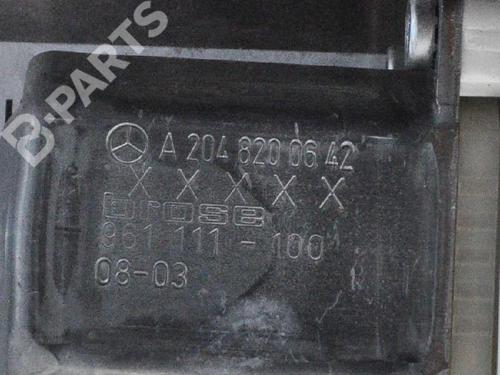 B-PARTS
A 204 820 06 42
X X X X X
brose
961 111 - 100
08-03
R